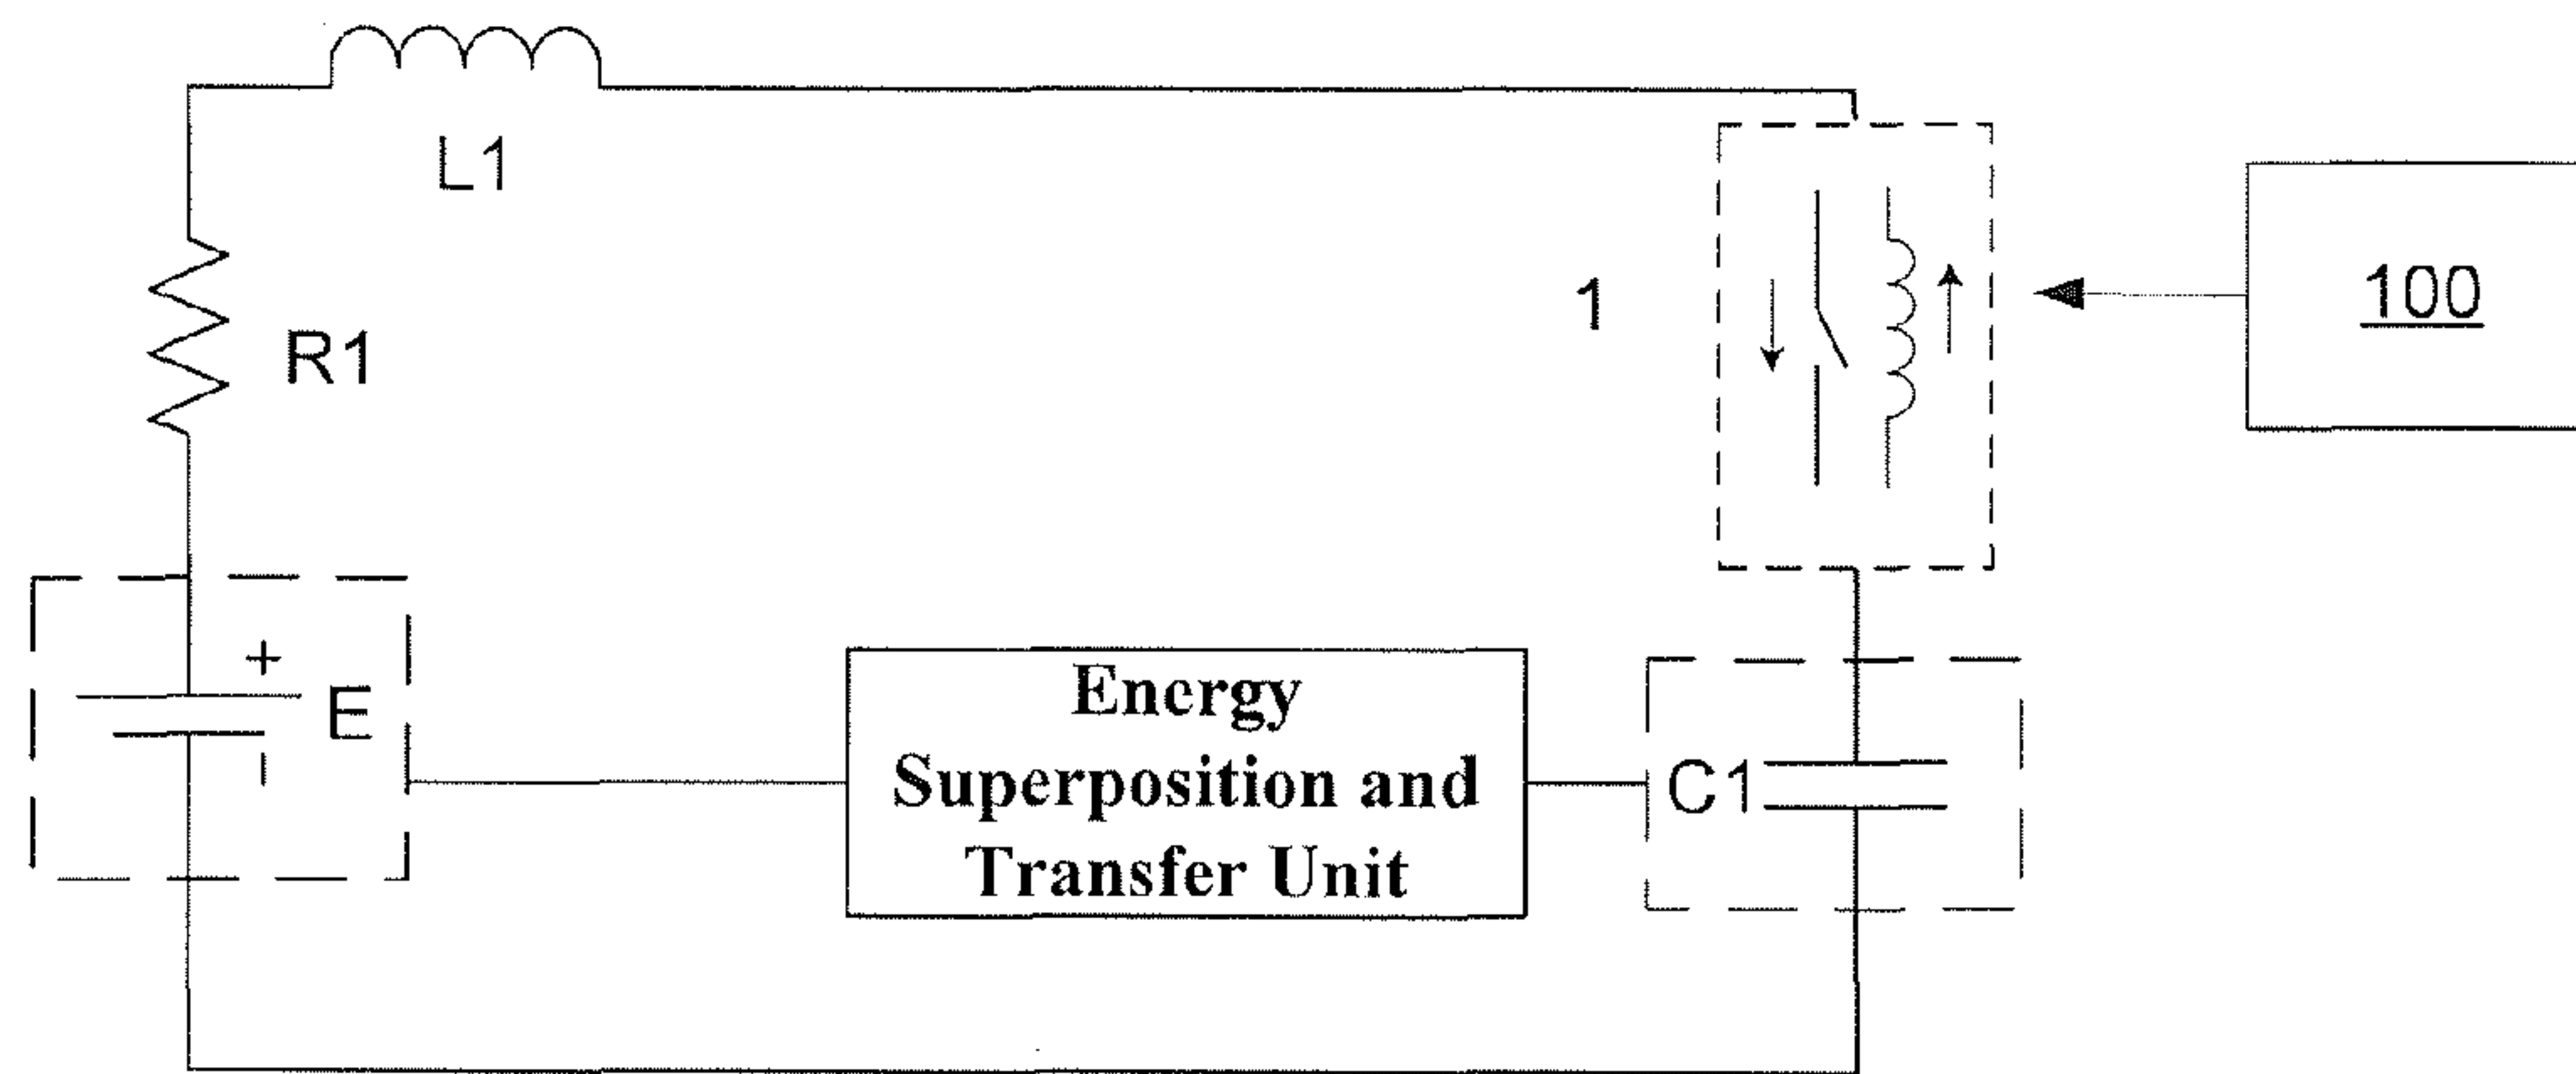 L1
R1
1
100
+
E
-
Energy
Superposition and
Transfer Unit
C1